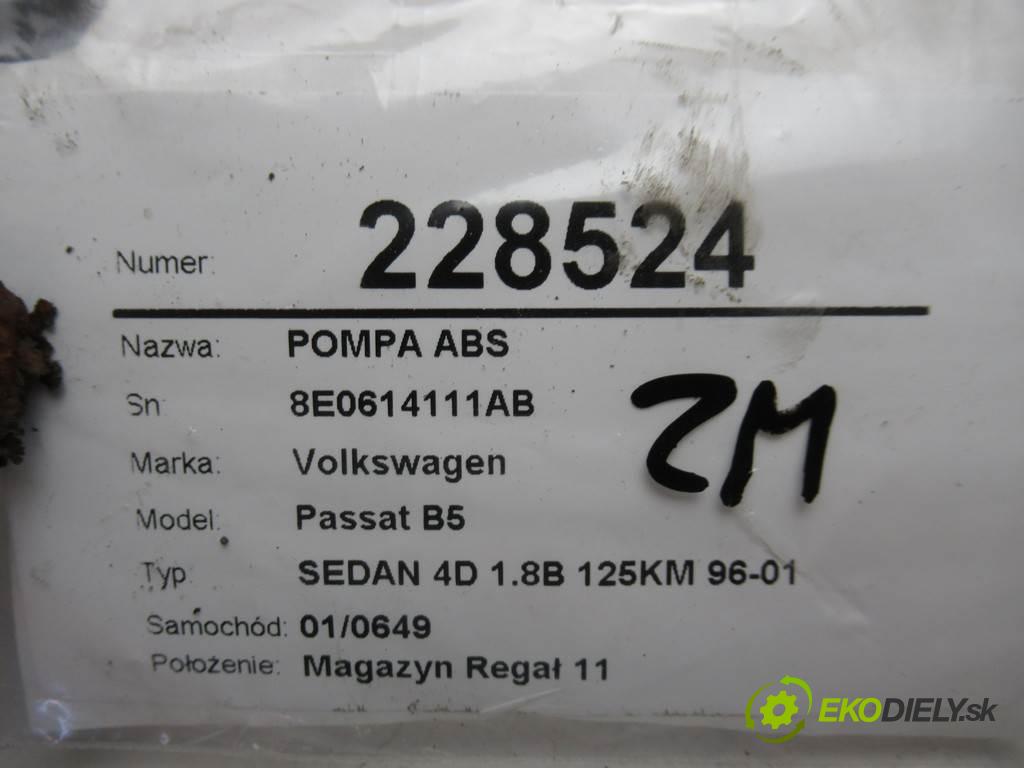 Numer: 228524
Nazwa: POMPA ABS
Sn: 8E0614111AB
ZM
Marka: Volkswagen
Model: Passat B5
Typ: SEDAN 4D 1.8B 125KM 96-01
Samochód: 01/0649
Położenie: Magazyn Regał 11
EKODIELY.sk